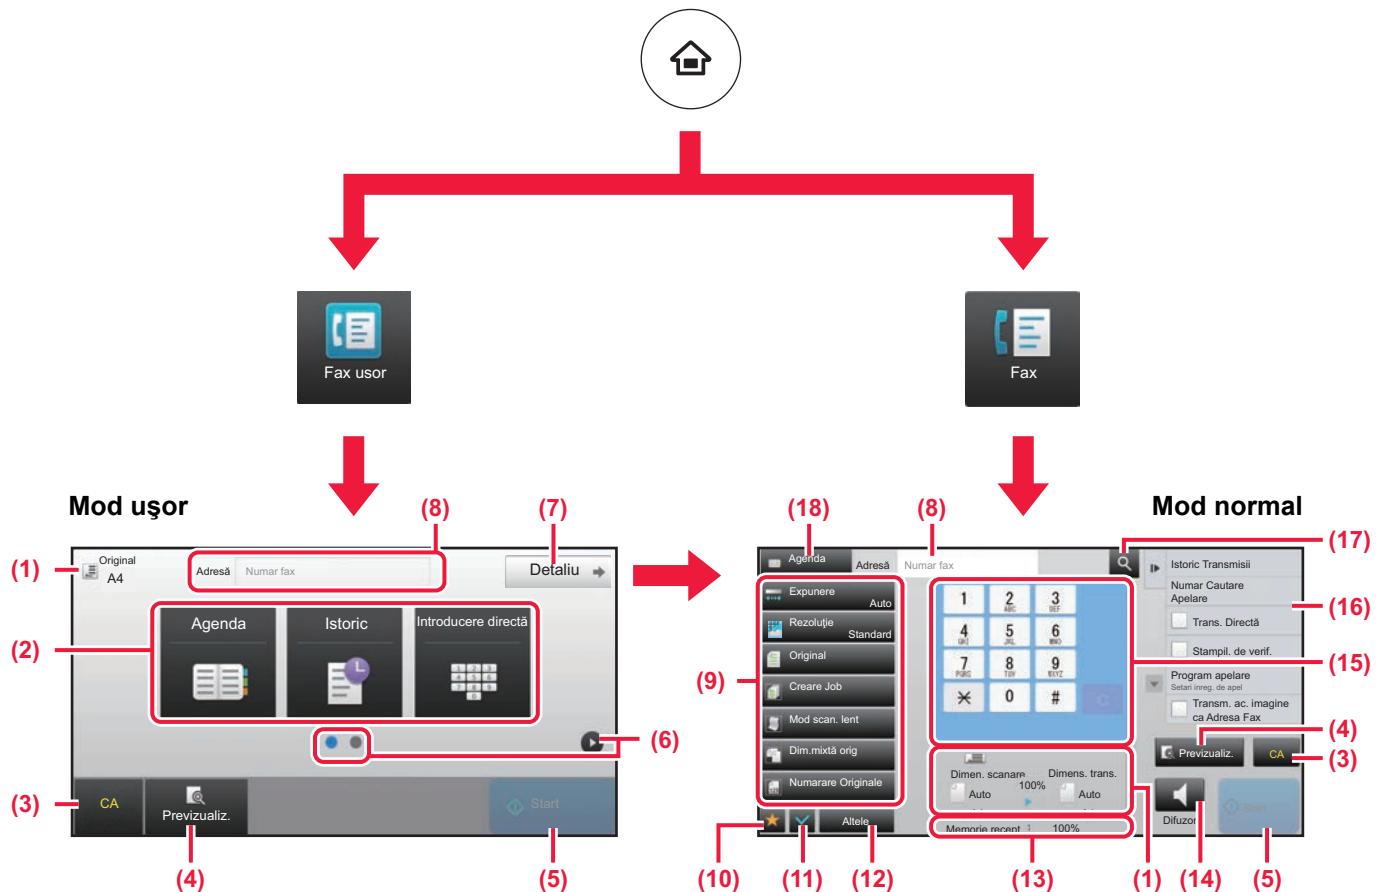 Fax usor
Fax
Mod uşor
Mod normal
(8)
(7)
(18)
(8)
(17)
(1)
Original
A4
Adresă
Numar fax
Detaliu
Agenda
Adresă
Numar fax
Istoric Transmisii
Numar Cautare
Apelare
(16)
Trans. Directă
Stampil. de verif.
(15)
Program apelare
Setari inreg. de apel
Transm. ac. imagine
ca Adresa Fax
(2)
Agenda
Istoric
Introducere directă
(6)
(9)
Expunere
Auto
Rezoluţie
Standard
Original
Creare Job
Mod scan. lent
Dim.mixtă orig
Numarare Originale
1
2
ABC
3
DEF
4
GHI
5
JKL
6
MNO
7
PQRS
8
TUV
9
WXYZ
0
#
C
(4)
Previzualiz.
CA
(3)
(3)
CA
Previzualiz.
Start
Dimen. scanare
100%
Dimens. trans.
Auto
Auto
Altele
Memorie recept
100%
Difuzor
Start
(4)
(5)
(10)
(11)
(12)
(13)
(1)
(14)
(5)